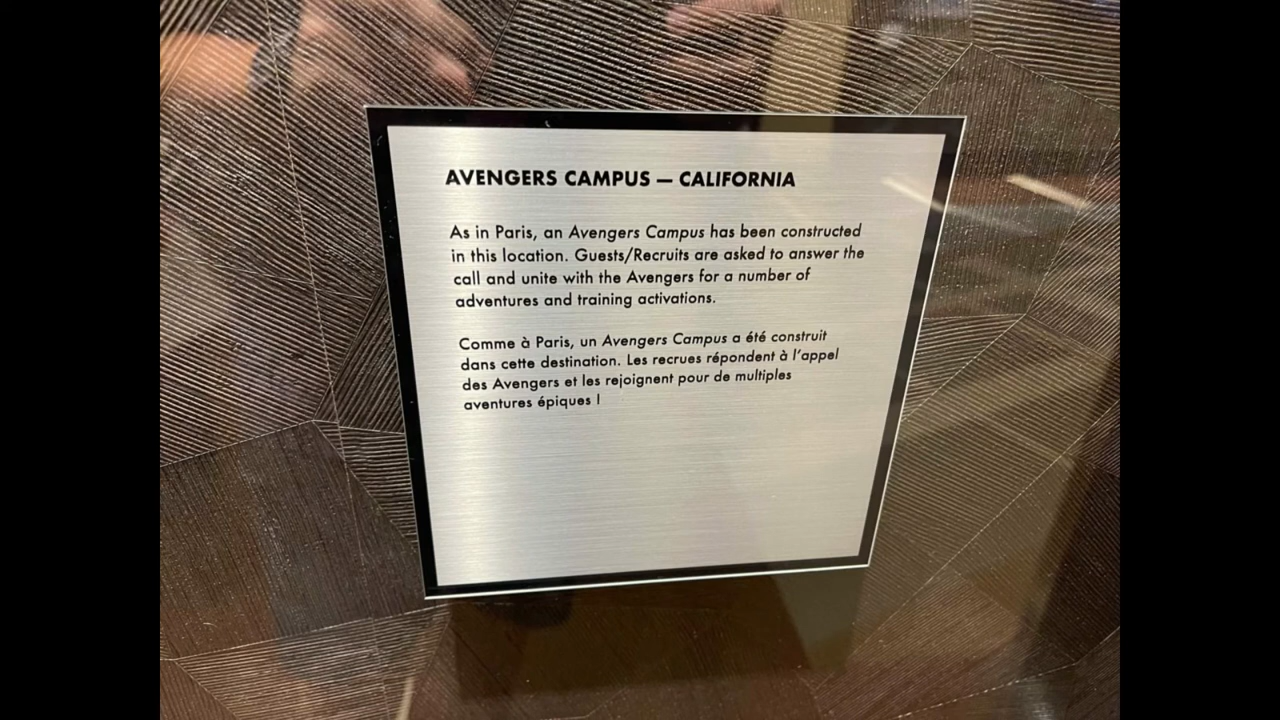 AVENGERS CAMPUS — CALIFORNIA
As in Paris, an Avengers Campus has been constructed
in this location. Guests/Recruits are asked to answer the
call and unite with the Avengers for a number of
adventures and training activations.
Comme à Paris, un Avengers Campus a été construit
dans cette destination. Les recrues répondent à l'appel
des Avengers et les rejoignent pour de multiples
aventures épiques !